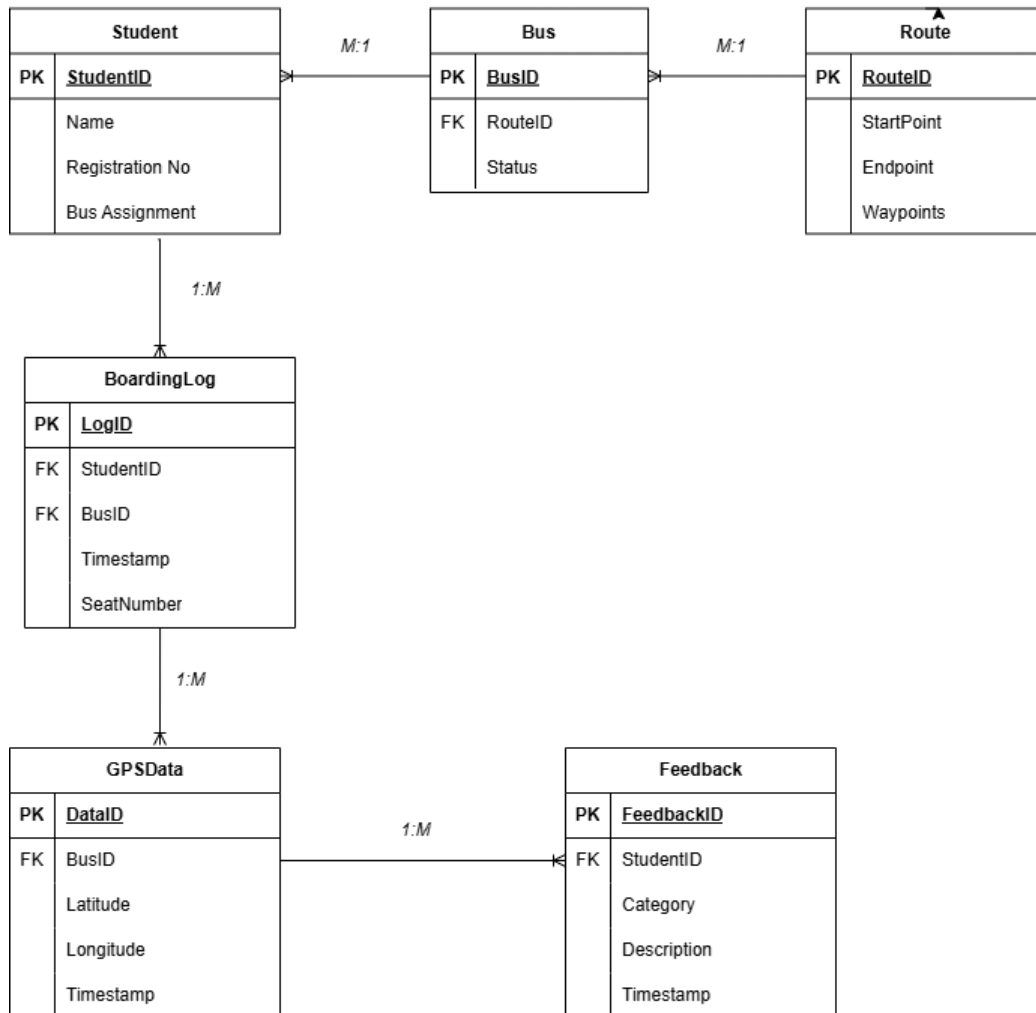 Student
PK StudentID
Name
Registration No
Bus Assignment
M:1
Bus
PK BusID
FK RouteID
Status
M:1
Route
PK RouteID
StartPoint
Endpoint
Waypoints
1:M
BoardingLog
PK LogID
FK StudentID
FK BusID
Timestamp
SeatNumber
1:M
GPSData
PK DataID
FK BusID
Latitude
Longitude
Timestamp
1:M
Feedback
PK FeedbackID
FK StudentID
Category
Description
Timestamp